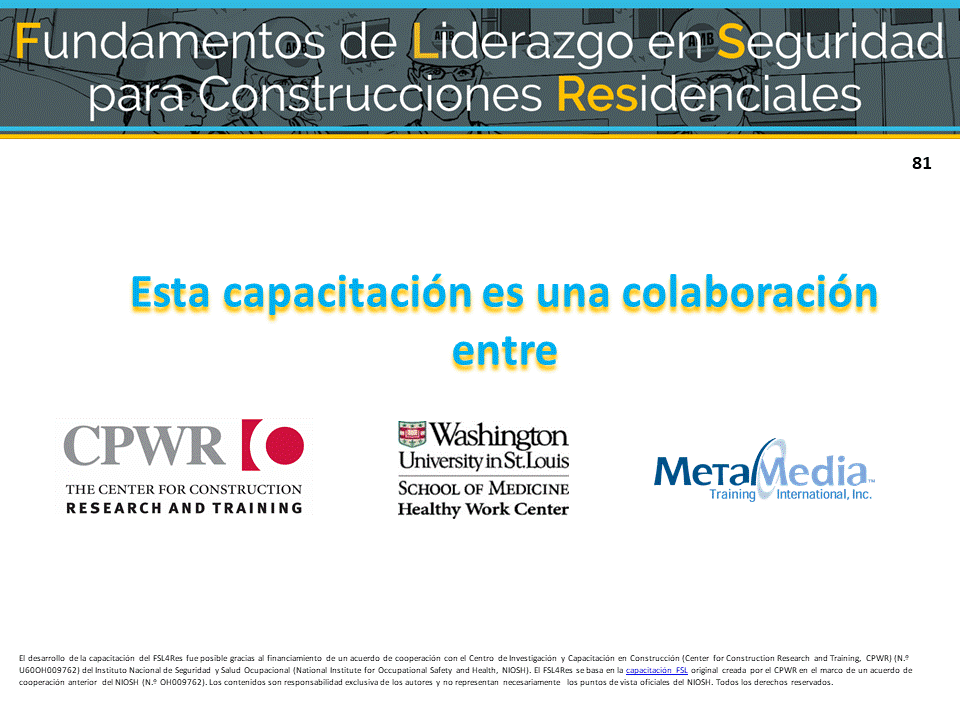 Fundamentos de Liderazgo en Seguridad
para Construcciones Residenciales
81
Esta capacitación es una colaboración
entre
CPWR
THE CENTER FOR CONSTRUCTION
RESEARCH AND TRAINING
Washington
University in St. Louis
SCHOOL OF MEDICINE
Healthy Work Center
MetaMedia™
Training International, Inc.
El desarrollo de la capacitación del FSL4Res fue posible gracias al financiamiento de un acuerdo de cooperación con el Centro de Investigación y Capacitación en Construcción (Center for Construction Research and Training, CPWR) (N.º
U60OH009762) del Instituto Nacional de Seguridad y Salud Ocupacional (National Institute for Occupational Safety and Health, NIOSH). El FSL4Res se basa en la capacitación FSL original creada por el CPWR en el marco de un acuerdo de
cooperación anterior del NIOSH (N.º OH009762). Los contenidos son responsabilidad exclusiva de los autores y no representan necesariamente los puntos de vista oficiales del NIOSH. Todos los derechos reservados.